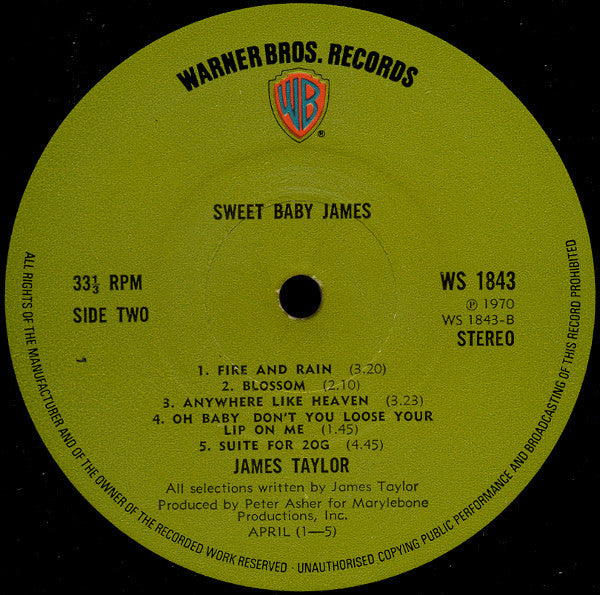 WARNER BROS. RECORDS
WB
®
SWEET BABY JAMES
33⅓ RPM
SIDE TWO
1
WS 1843
℗ 1970
WS 1843-B
STEREO
1. FIRE AND RAIN (3.20)
2. BLOSSOM (2.10)
3. ANYWHERE LIKE HEAVEN (3.23)
4. OH BABY DON'T YOU LOOSE YOUR
LIP ON ME (1.45)
5. SUITE FOR 20G (4.45)
JAMES TAYLOR
All selections written by James Taylor
Produced by Peter Asher for Marylebone
Productions, Inc.
APRIL (1—5)
ALL RIGHTS OF THE MANUFACTURER AND OF THE OWNER OF THE RECORDED WORK RESERVED · UNAUTHORISED COPYING PUBLIC PERFORMANCE AND BROADCASTING OF THIS RECORD PROHIBITED